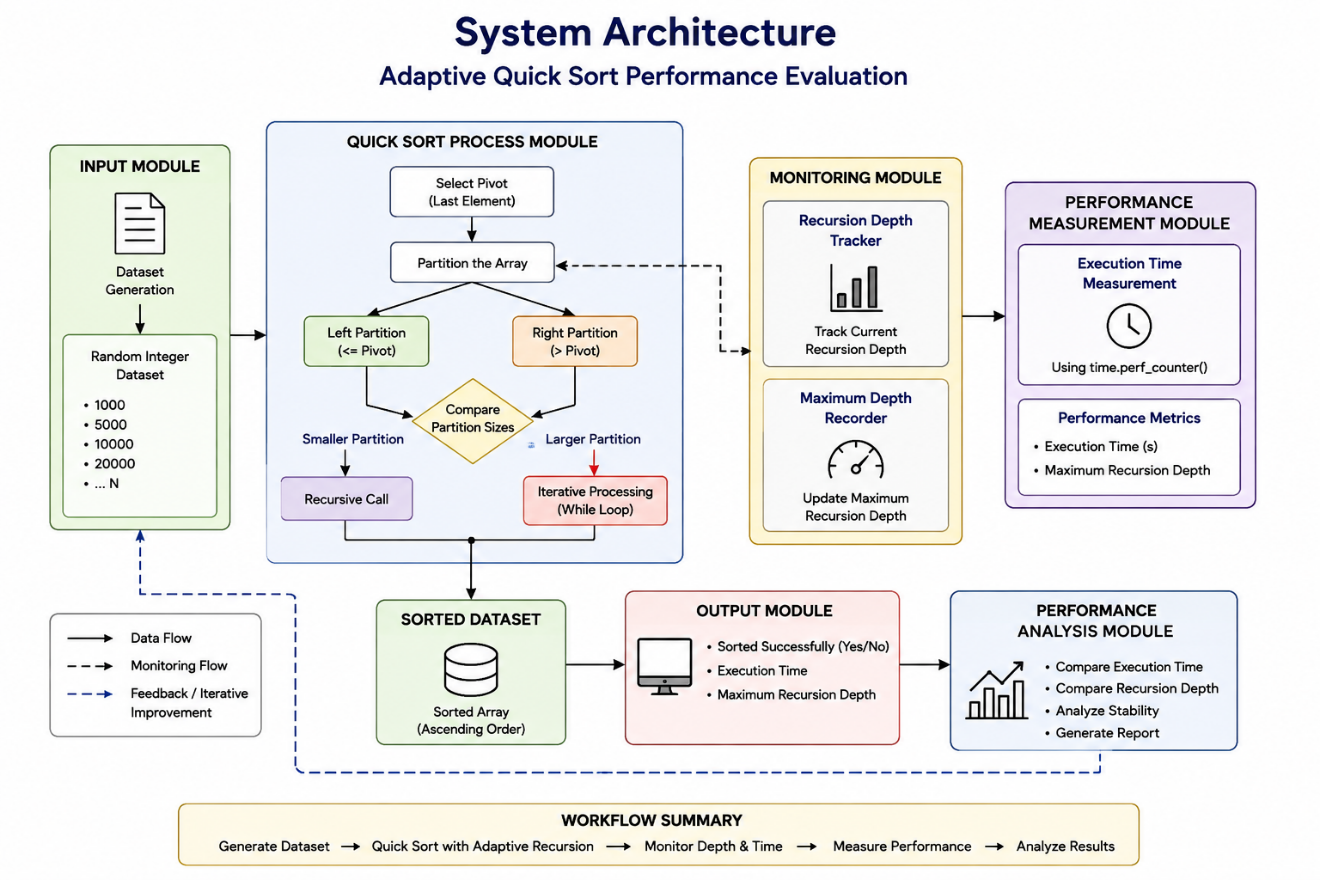 System Architecture
Adaptive Quick Sort Performance Evaluation
INPUT MODULE
Dataset
Generation
Random Integer
Dataset
• 1000
• 5000
• 10000
• 20000
• ... N
QUICK SORT PROCESS MODULE
Select Pivot
(Last Element)
Partition the Array
Left Partition
(<= Pivot)
Right Partition
(> Pivot)
Compare
Partition Sizes
Smaller Partition
Larger Partition
Recursive Call
Iterative Processing
(While Loop)
MONITORING MODULE
Recursion Depth
Tracker
Track Current
Recursion Depth
Maximum Depth
Recorder
Update Maximum
Recursion Depth
PERFORMANCE
MEASUREMENT MODULE
Execution Time
Measurement
Using time.perf_counter()
Performance Metrics
• Execution Time (s)
• Maximum Recursion Depth
Data Flow
Monitoring Flow
Feedback / Iterative
Improvement
SORTED DATASET
Sorted Array
(Ascending Order)
OUTPUT MODULE
• Sorted Successfully (Yes/No)
• Execution Time
• Maximum Recursion Depth
PERFORMANCE
ANALYSIS MODULE
• Compare Execution Time
• Compare Recursion Depth
• Analyze Stability
• Generate Report
WORKFLOW SUMMARY
Generate Dataset → Quick Sort with Adaptive Recursion → Monitor Depth & Time → Measure Performance → Analyze Results